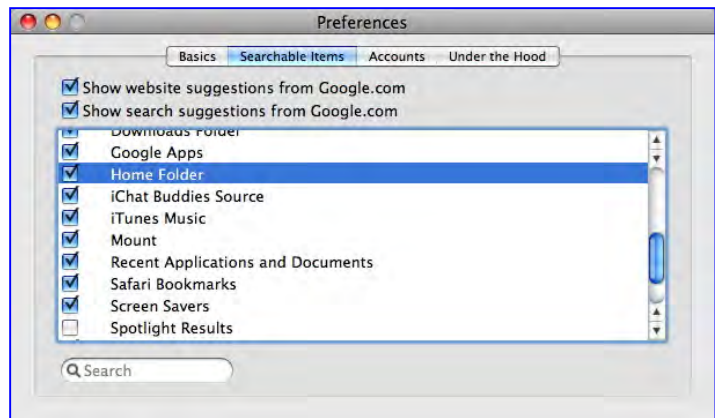 Preferences
Basics Searchable Items Accounts Under the Hood
Show website suggestions from Google.com
Show search suggestions from Google.com
Downloads Folder
Google Apps
Home Folder
iChat Buddies Source
iTunes Music
Mount
Recent Applications and Documents
Safari Bookmarks
Screen Savers
Spotlight Results
Search